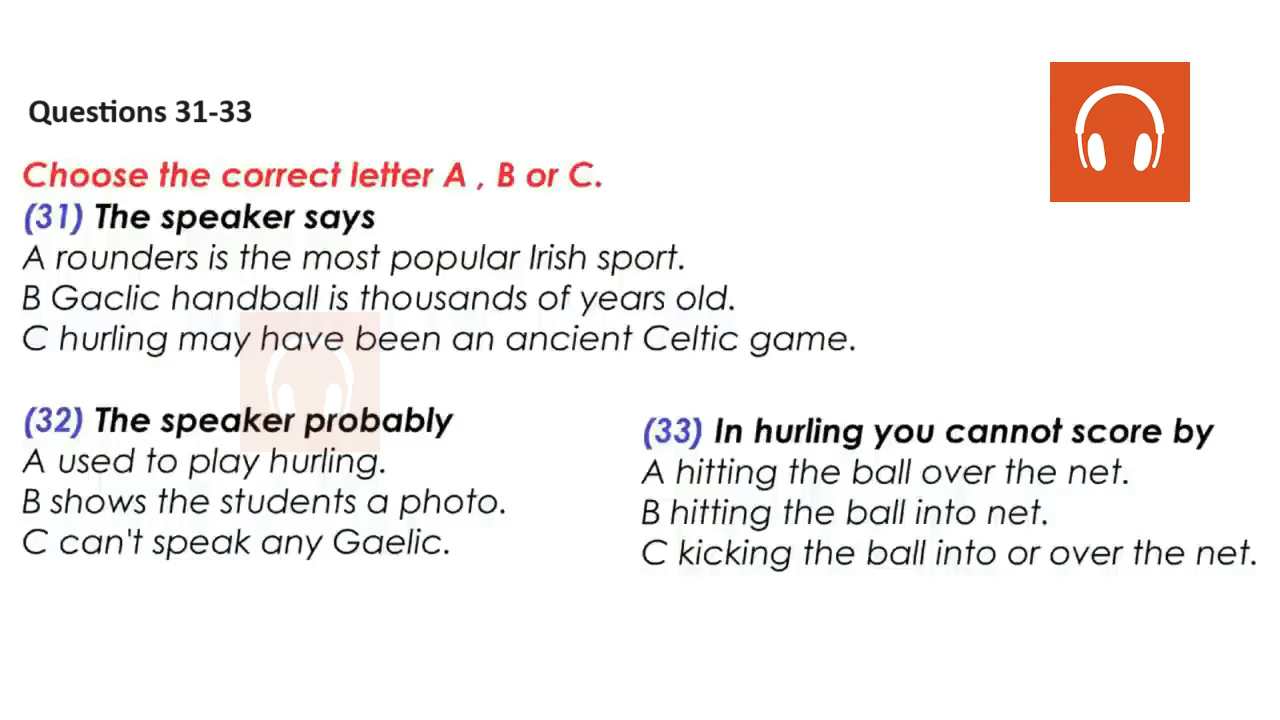 Questions 31-33
Choose the correct letter A , B or C.
(31) The speaker says
A rounders is the most popular Irish sport.
B Gaclic handball is thousands of years old.
C hurling may have been an ancient Celtic game.
(32) The speaker probably
A used to play hurling.
B shows the students a photo.
C can't speak any Gaelic.
(33) In hurling you cannot score by
A hitting the ball over the net.
B hitting the ball into net.
C kicking the ball into or over the net.